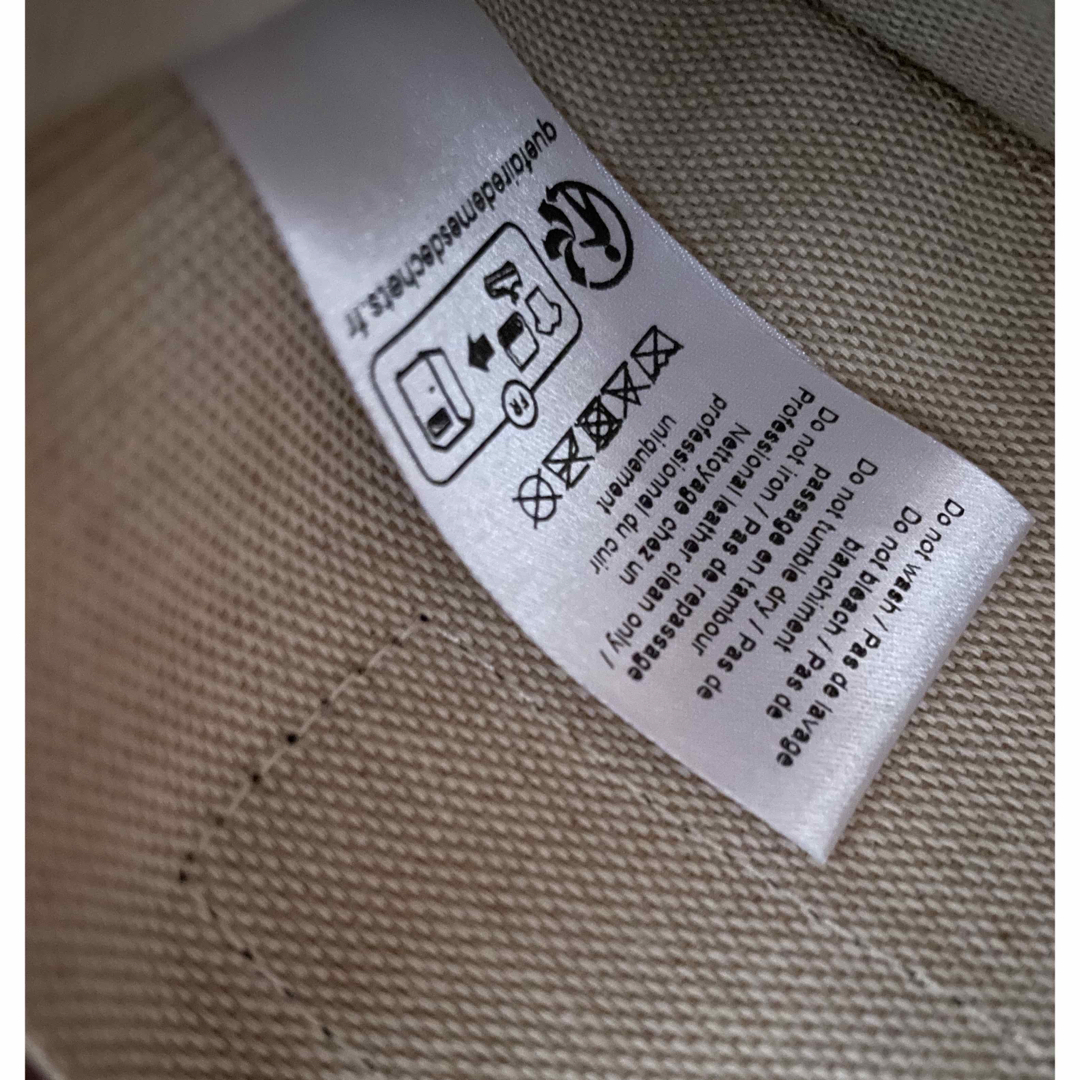 Do not wash / Pas de lavage
Do not bleach / Pas de
blanchiment
Do not tumble dry / Pas de
passage en tambour
Do not iron / Pas de repassage
Professional leather clean only /
Nettoyage chez un
professionnel du cuir
uniquement
FR
quefairedemesdechets.fr